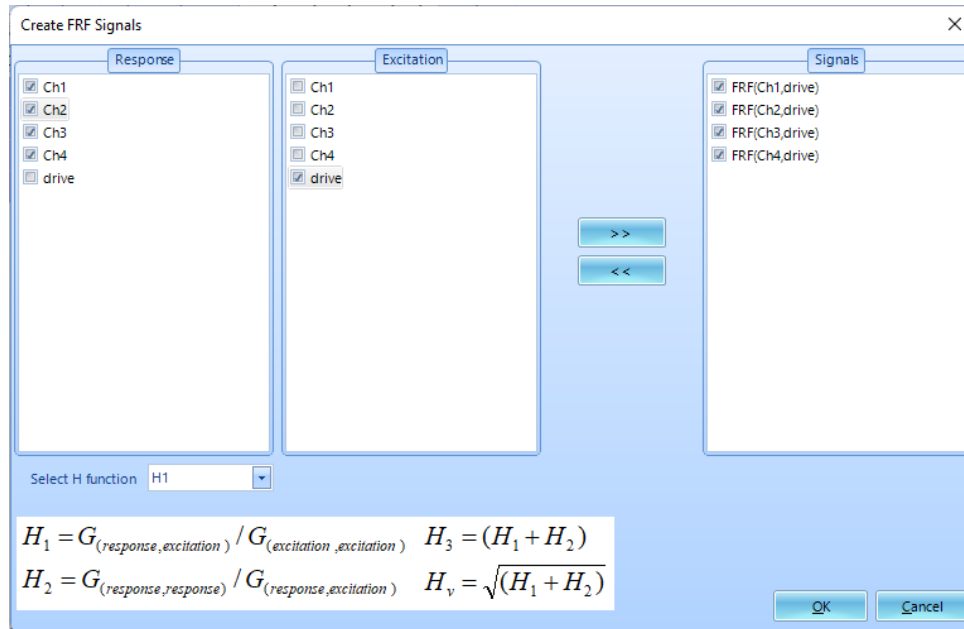 Create FRF Signals
Response
Ch1
Ch2
Ch3
Ch4
drive
Excitation
Ch1
Ch2
Ch3
Ch4
drive
>>
<<
Signals
FRF(Ch1,drive)
FRF(Ch2,drive)
FRF(Ch3,drive)
FRF(Ch4,drive)
Select H function H1
H₁ = G₍response,excitation₎ / G₍excitation ,excitation₎ H₃ = (H₁ + H₂)
H₂ = G₍response,response₎ / G₍response,excitation₎ Hᵥ = √(H₁ + H₂)
OK Cancel